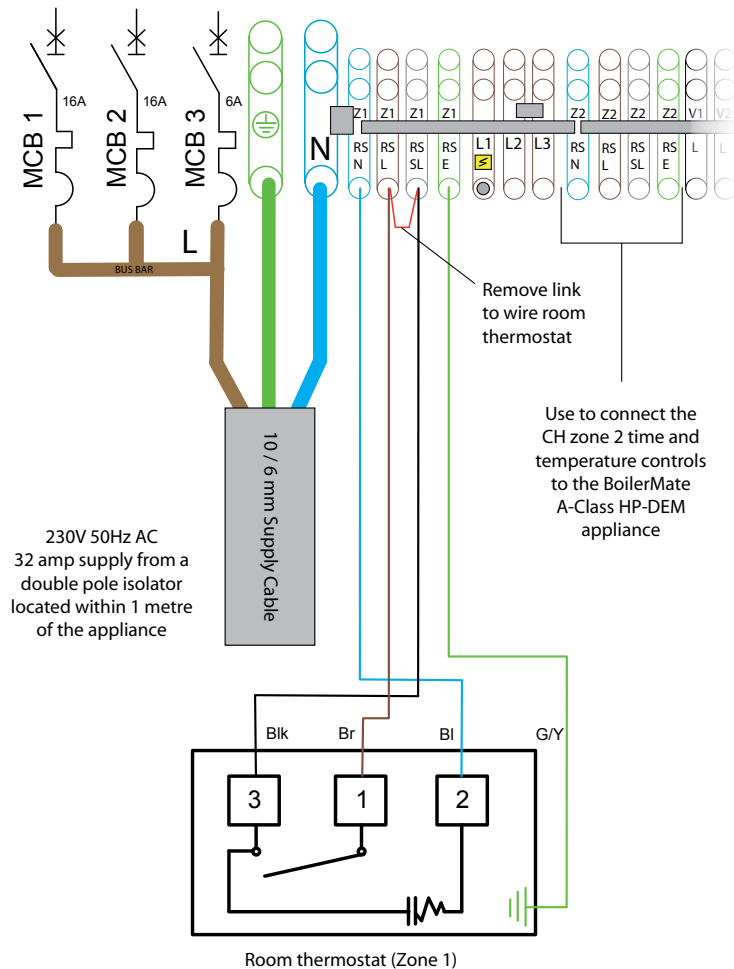 MCB 1
16A
MCB 2
16A
MCB 3
6A
L
BUS BAR
N
Z1 Z1 Z1 Z1 Z2 Z2 Z2 Z2 V1 V2
RS N
RS L
RS SL
RS E
L1
L2
L3
RS N
RS L
RS SL
RS E
L
L
Remove link
to wire room
thermostat
Use to connect the
CH zone 2 time and
temperature controls
to the BoilerMate
A-Class HP-DEM
appliance
10 / 6 mm Supply Cable
230V 50Hz AC
32 amp supply from a
double pole isolator
located within 1 metre
of the appliance
Blk Br Bl G/Y
3 1 2
Room thermostat (Zone 1)